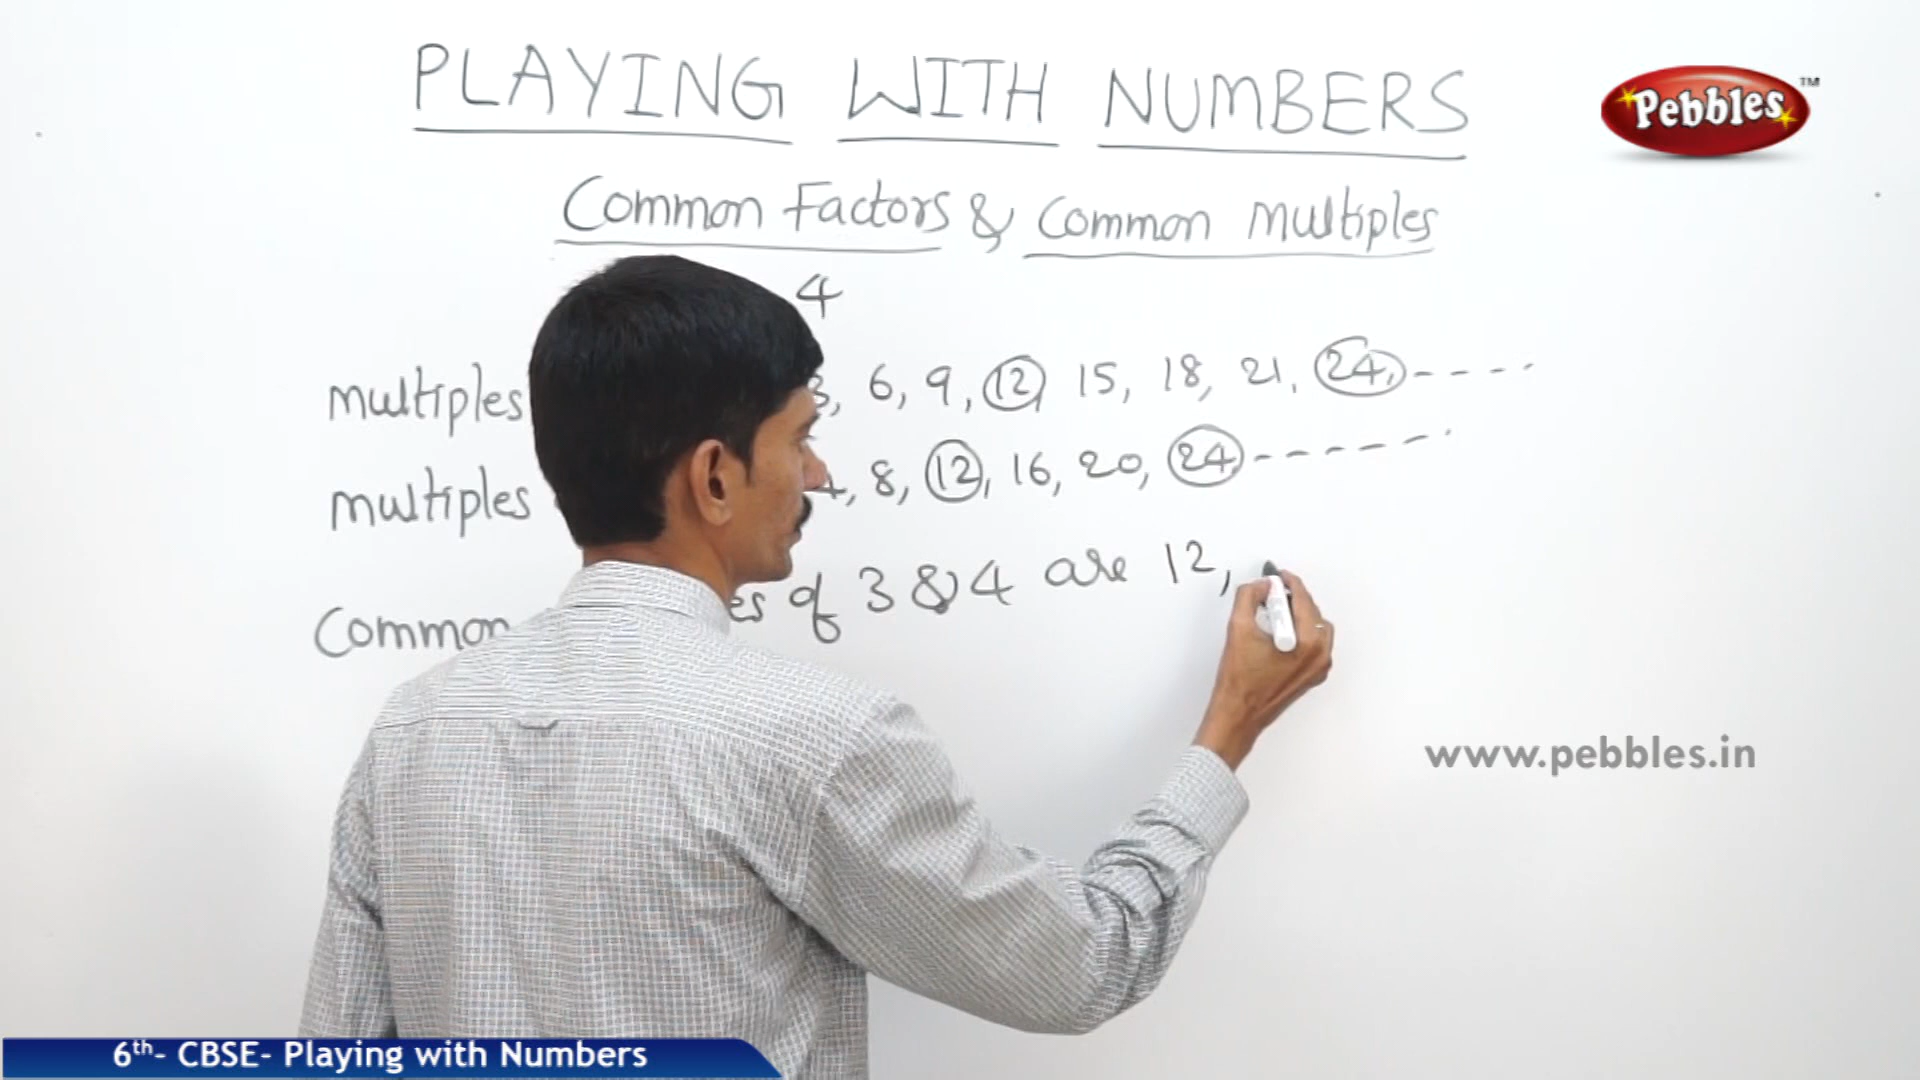 PLAYING WITH NUMBERS
Pebbles TM
Common Factors & Common Multiples
4
multiples 3, 6, 9, 12, 15, 18, 21, 24, ----
multiples 4, 8, 12, 16, 20, 24, ------
Common es of 3 & 4 are 12,
www.pebbles.in
6th- CBSE- Playing with Numbers